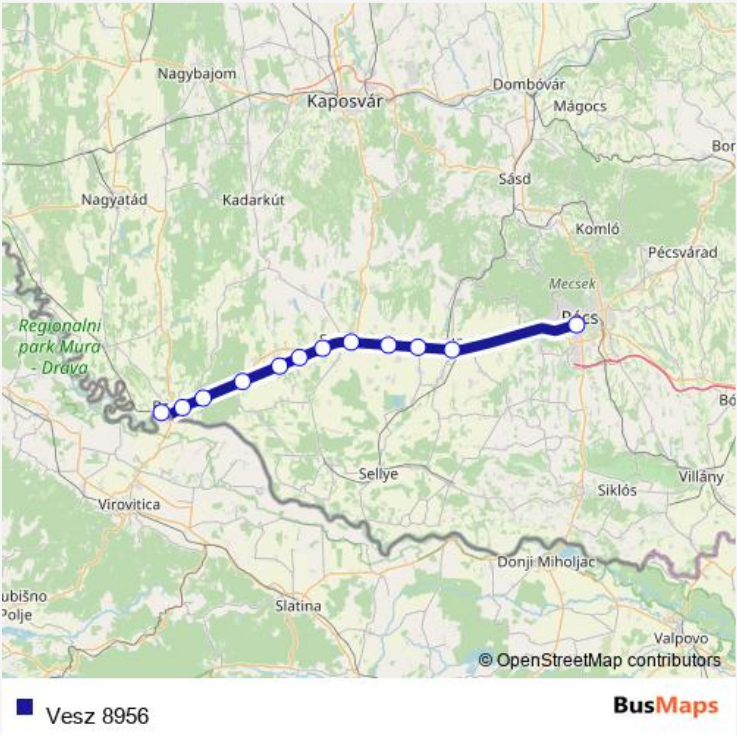 Nagybajom
Dombóvár
Kaposvár
Mágocs
Bor
Sásd
Nagyatád
Kadarkút
Komló
Pécsvárad
Mecsek
Regionalni
park Mura
- Drava
Pécs
Bó
Sellye
Villány
Siklós
Virovitica
Donji Miholjac
ubišno
Polje
Slatina
Valpovo
© OpenStreetMap contributors
Vesz 8956
BusMaps